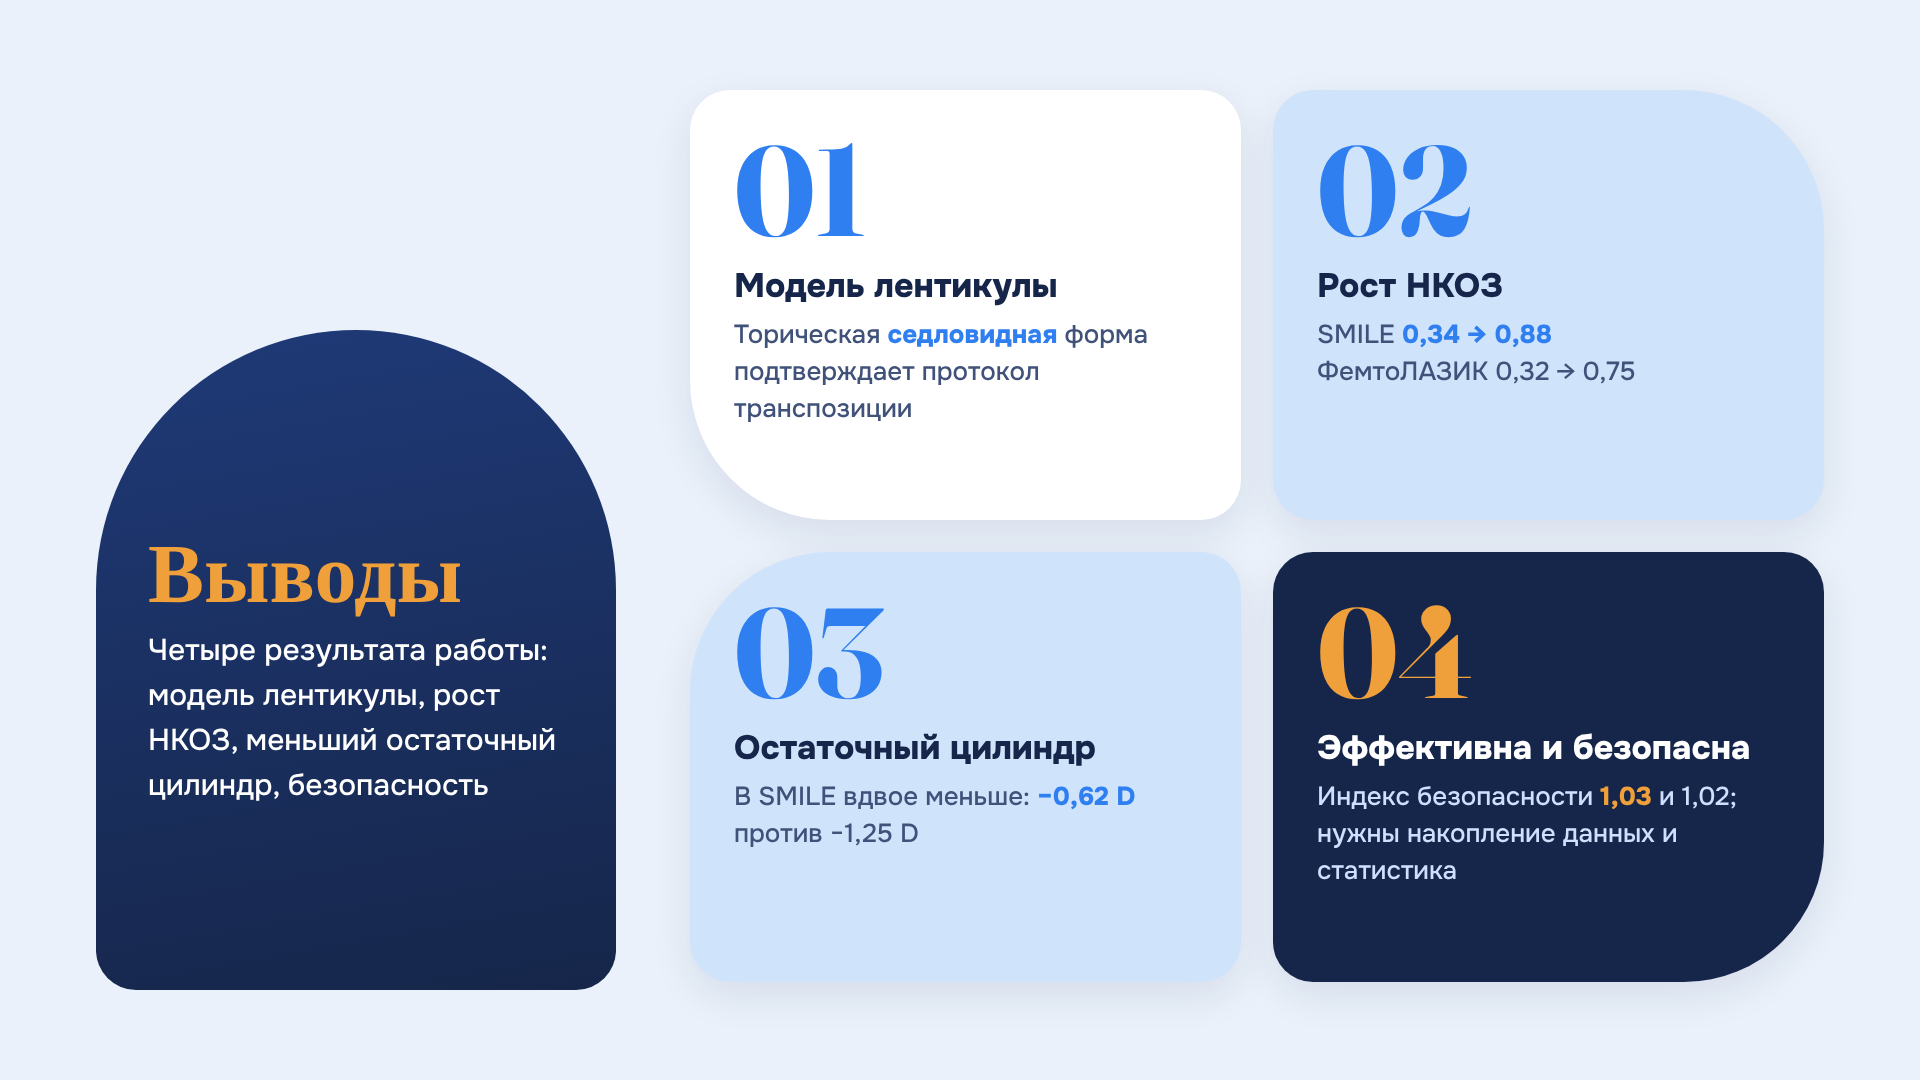 Выводы
Четыре результата работы:
модель лентикулы, рост
НКОЗ, меньший остаточный
цилиндр, безопасность
01
Модель лентикулы
Торическая седловидная форма
подтверждает протокол
транспозиции
02
Рост НКОЗ
SMILE 0,34 → 0,88
ФемтоЛАЗИК 0,32 → 0,75
03
Остаточный цилиндр
В SMILE вдвое меньше: −0,62 D
против −1,25 D
04
Эффективна и безопасна
Индекс безопасности 1,03 и 1,02;
нужны накопление данных и
статистика